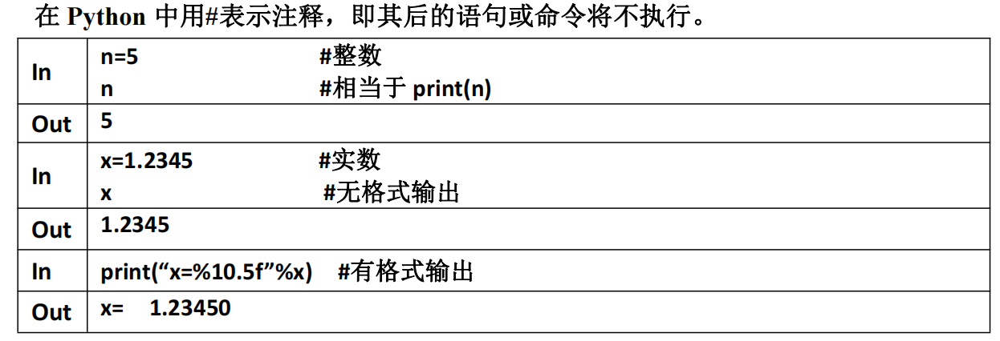 在 Python 中用#表示注释，即其后的语句或命令将不执行。
In
n=5 #整数
n #相当于 print(n)
Out 5
In
x=1.2345 #实数
x #无格式输出
Out 1.2345
In print(“x=%10.5f”%x) #有格式输出
Out x= 1.23450